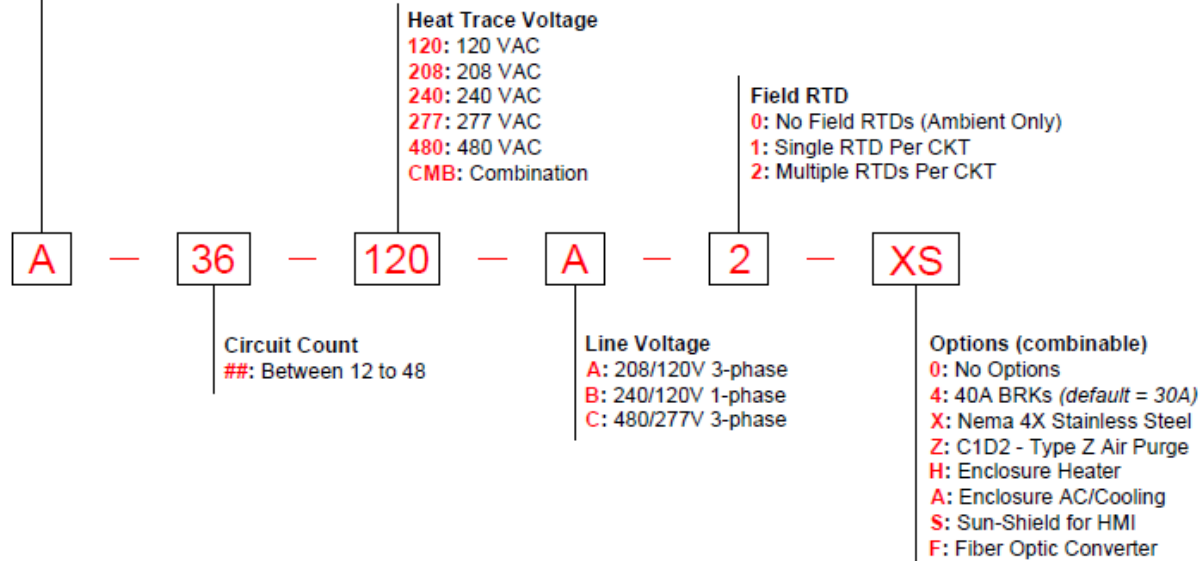 Heat Trace Voltage
120: 120 VAC
208: 208 VAC
240: 240 VAC
277: 277 VAC
480: 480 VAC
CMB: Combination
Field RTD
0: No Field RTDs (Ambient Only)
1: Single RTD Per CKT
2: Multiple RTDs Per CKT
A – 36 – 120 – A – 2 – XS
Circuit Count
##: Between 12 to 48
Line Voltage
A: 208/120V 3-phase
B: 240/120V 1-phase
C: 480/277V 3-phase
Options (combinable)
0: No Options
4: 40A BRKs (default = 30A)
X: Nema 4X Stainless Steel
Z: C1D2 - Type Z Air Purge
H: Enclosure Heater
A: Enclosure AC/Cooling
S: Sun-Shield for HMI
F: Fiber Optic Converter